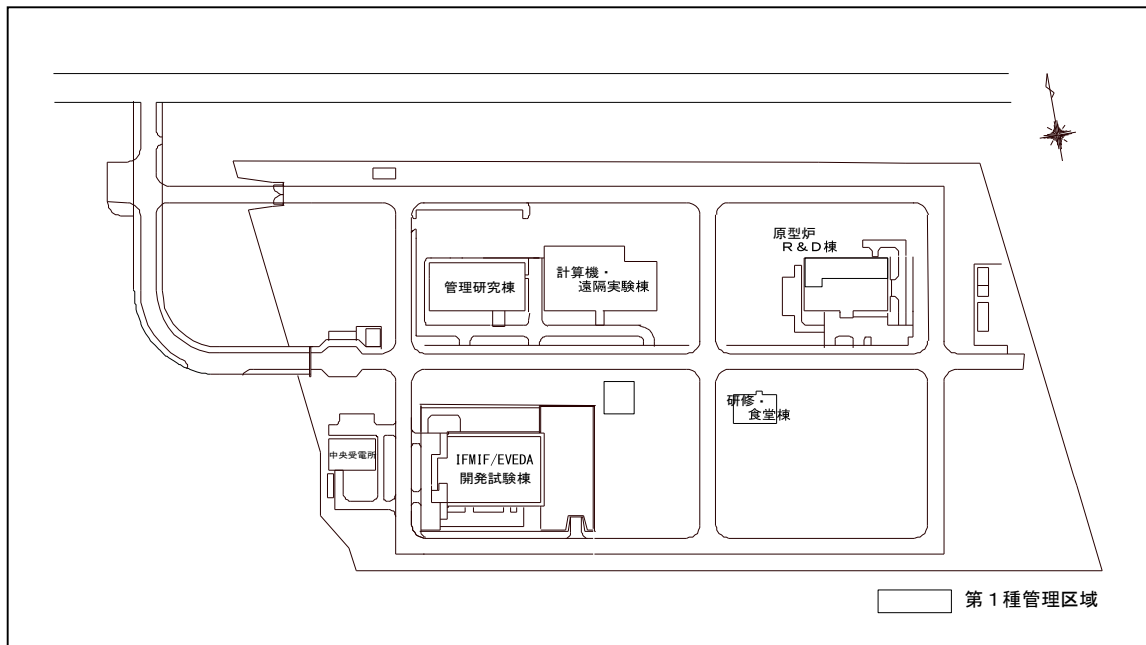 原型炉
R&D棟
管理研究棟
計算機・
遠隔実験棟
研修・
食堂棟
中央受電所
IFMIF/EVEDA
開発試験棟
第1種管理区域